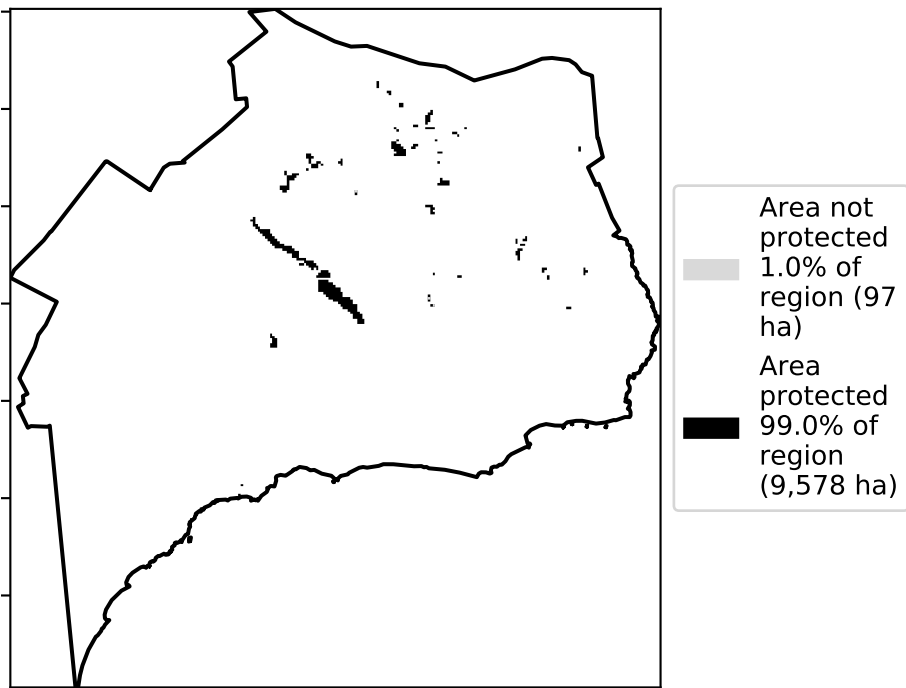 Area not
protected
1.0% of
region (97
ha)
Area
protected
99.0% of
region
(9,578 ha)